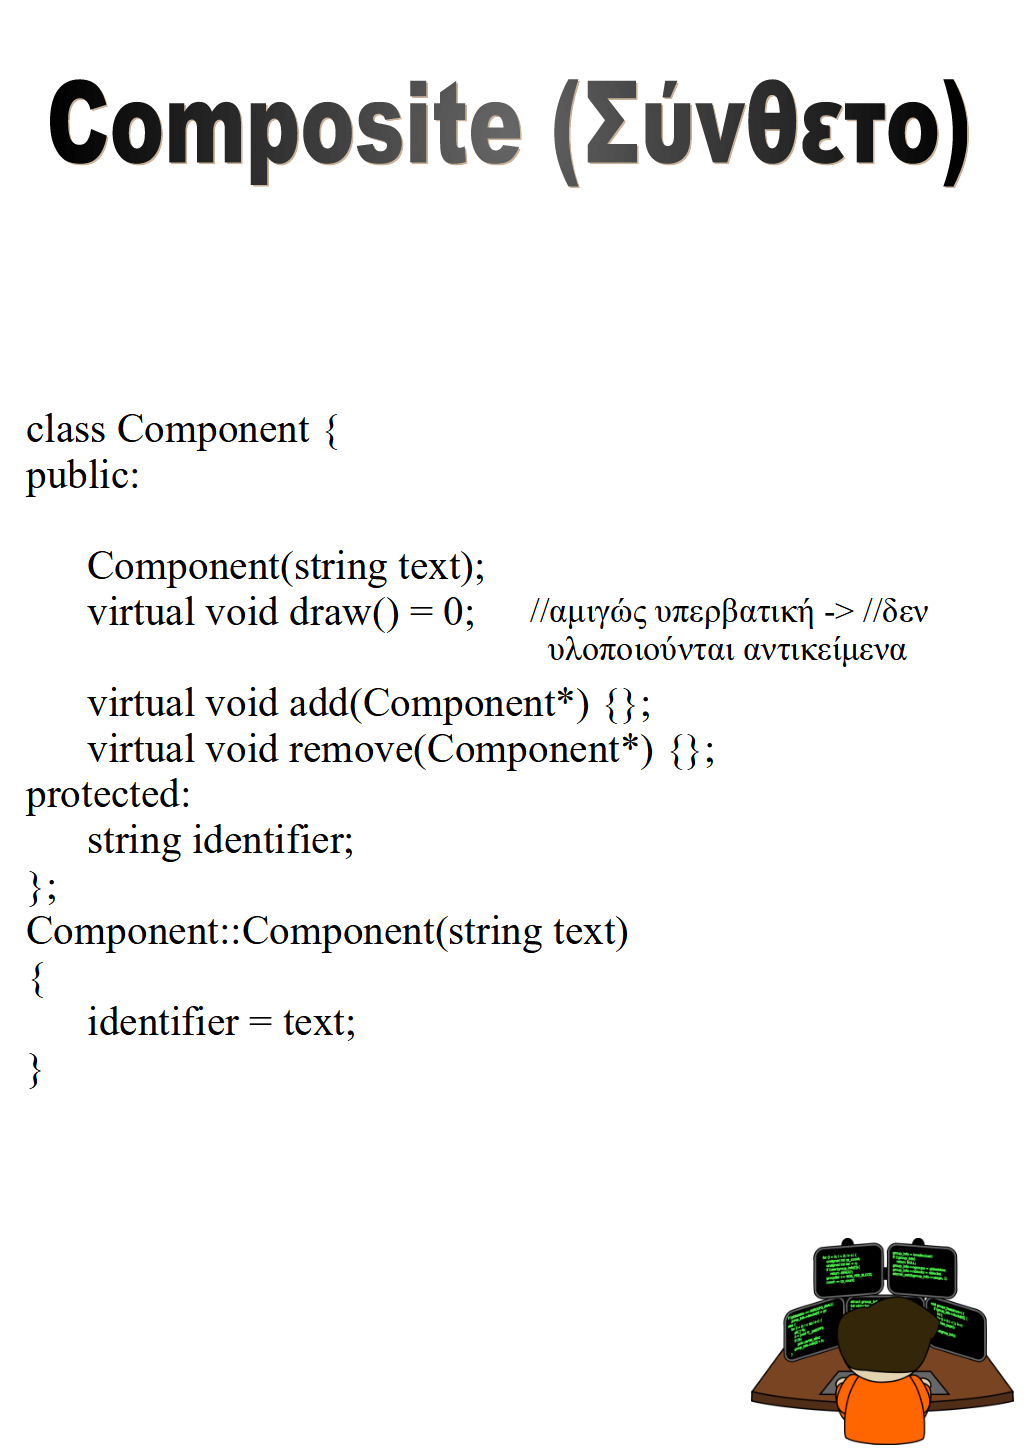 Composite (Σύνθετο)
class Component {
public:
Component(string text);
virtual void draw() = 0; //αμιγώς υπερβατική -> //δεν
υλοποιούνται αντικείμενα
virtual void add(Component*) {};
virtual void remove(Component*) {};
protected:
string identifier;
};
Component::Component(string text)
{
identifier = text;
}